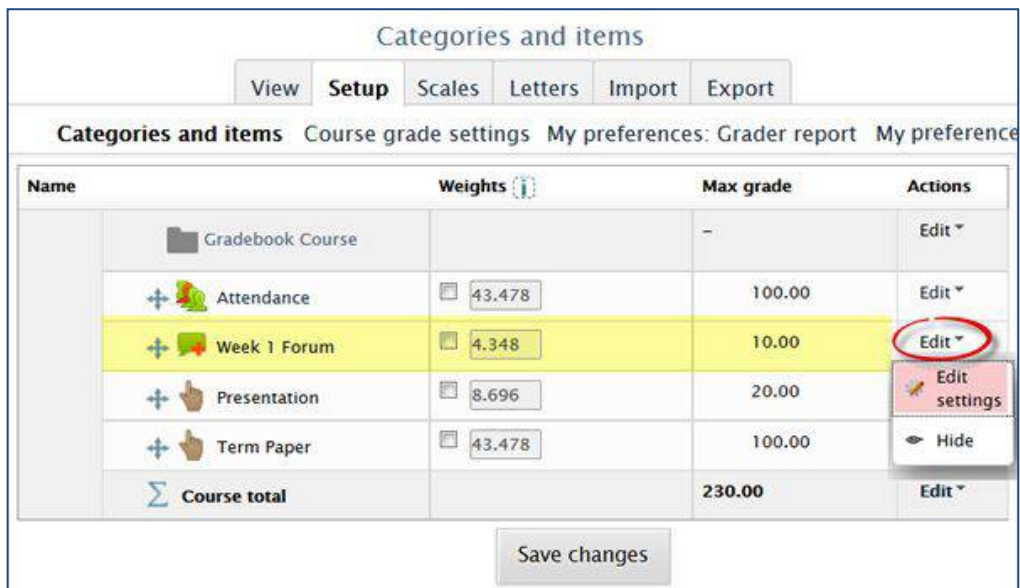 Categories and items
View Setup Scales Letters Import Export
Categories and items Course grade settings My preferences: Grader report My preference
Name Weights i Max grade Actions
Gradebook Course – Edit
Attendance 43.478 100.00 Edit
Week 1 Forum 4.348 10.00 Edit
Presentation 8.696 20.00
Edit
settings
Term Paper 43.478 100.00 Hide
Σ Course total 230.00 Edit
Save changes